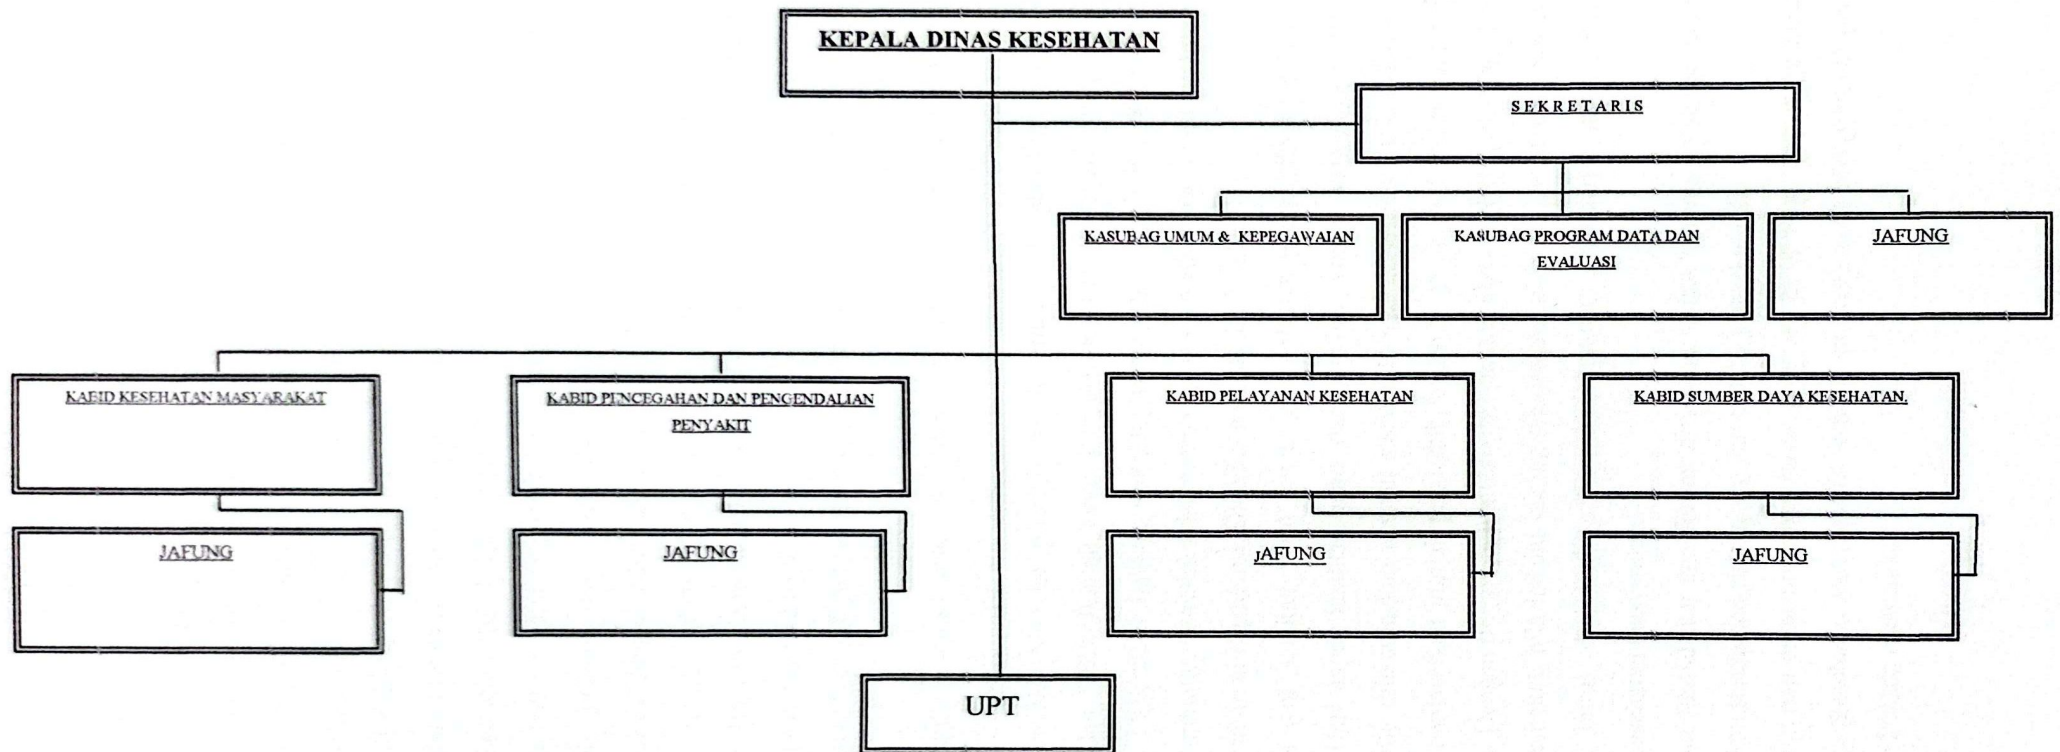 KEPALA DINAS KESEHATAN
SEKRETARIS
KASUBAG UMUM & KEPEGAWAIAN
KASUBAG PROGRAM DATA DAN
EVALUASI
JAFUNG
KABID KESEHATAN MASYARAKAT
KABID PENCEGAHAN DAN PENGENDALIAN
PENYAKIT
KABID PELAYANAN KESEHATAN
KABID SUMBER DAYA KESEHATAN.
JAFUNG
JAFUNG
JAFUNG
JAFUNG
UPT